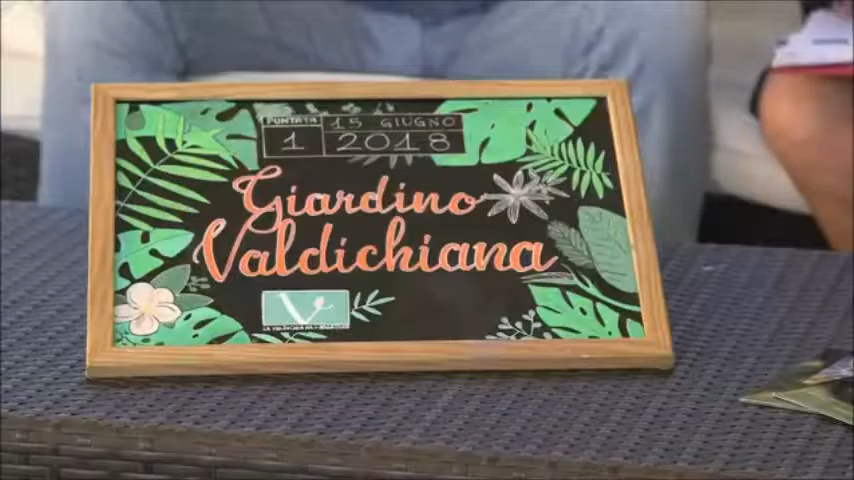 PUNTATA 15 GIUGNO
1 2018
Giardino
Valdichiana
V